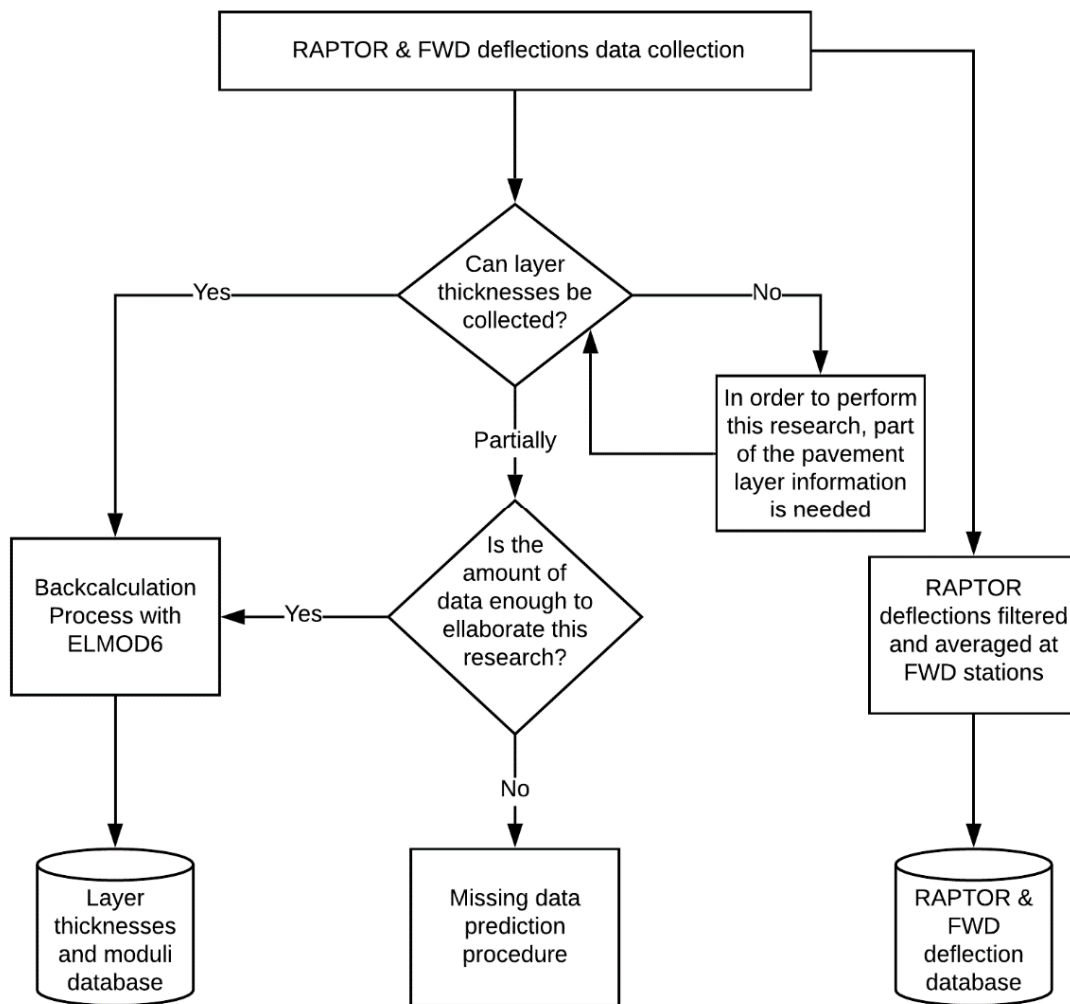 RAPTOR & FWD deflections data collection
Can layer
thicknesses be
collected?
Yes
No
In order to perform
this research, part
of the pavement
layer information
is needed
Partially
Is the
amount of
data enough to
ellaborate this
research?
Yes
Backcalculation
Process with
ELMOD6
RAPTOR
deflections filtered
and averaged at
FWD stations
No
Layer
thicknesses
and moduli
database
Missing data
prediction
procedure
RAPTOR &
FWD
deflection
database